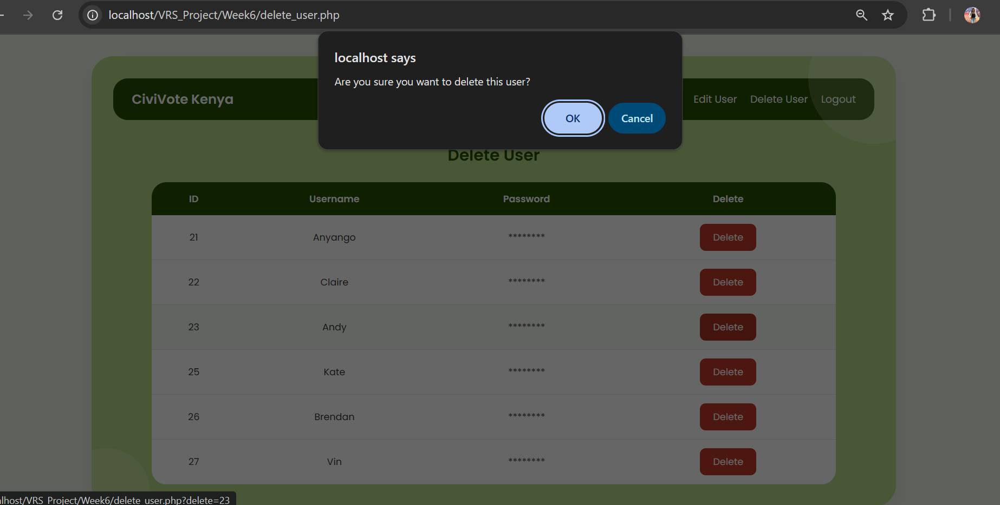 localhost/VRS_Project/Week6/delete_user.php
localhost says
Are you sure you want to delete this user?
OK Cancel
CiviVote Kenya Edit User Delete User Logout
Delete User
ID Username Password Delete
21 Anyango ******** Delete
22 Claire ******** Delete
23 Andy ******** Delete
25 Kate ******** Delete
26 Brendan ******** Delete
27 Vin ******** Delete
alhost/VRS_Project/Week6/delete_user.php?delete=23